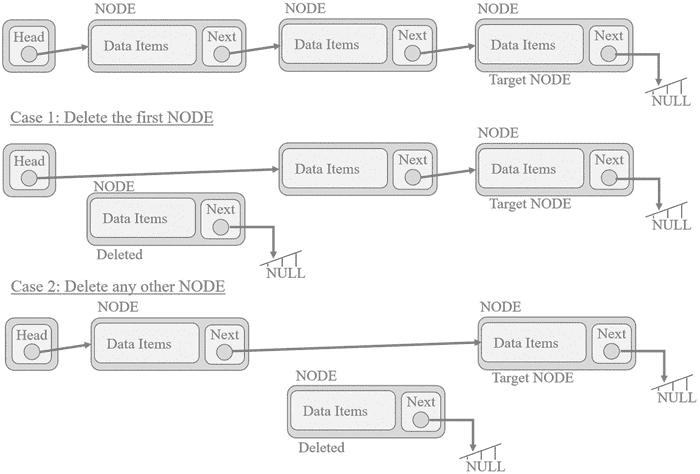 NODE NODE NODE
Head Data Items Next Data Items Next Data Items Next
Target NODE
NULL
Case 1: Delete the first NODE
NODE NODE
Head Data Items Next Data Items Next
NODE
Target NODE
Data Items Next
NULL
Deleted
NULL
Case 2: Delete any other NODE
NODE NODE
Head Data Items Next Data Items Next
Target NODE
NODE
NULL
Data Items Next
Deleted
NULL